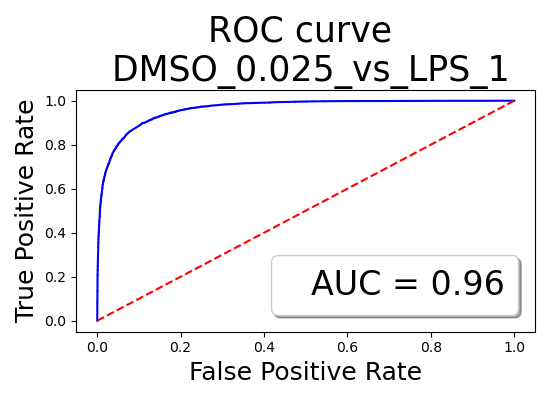 ROC curve
DMSO_0.025_vs_LPS_1
True Positive Rate
1.0
0.8
0.6
0.4
0.2
0.0
AUC = 0.96
0.0 0.2 0.4 0.6 0.8 1.0
False Positive Rate